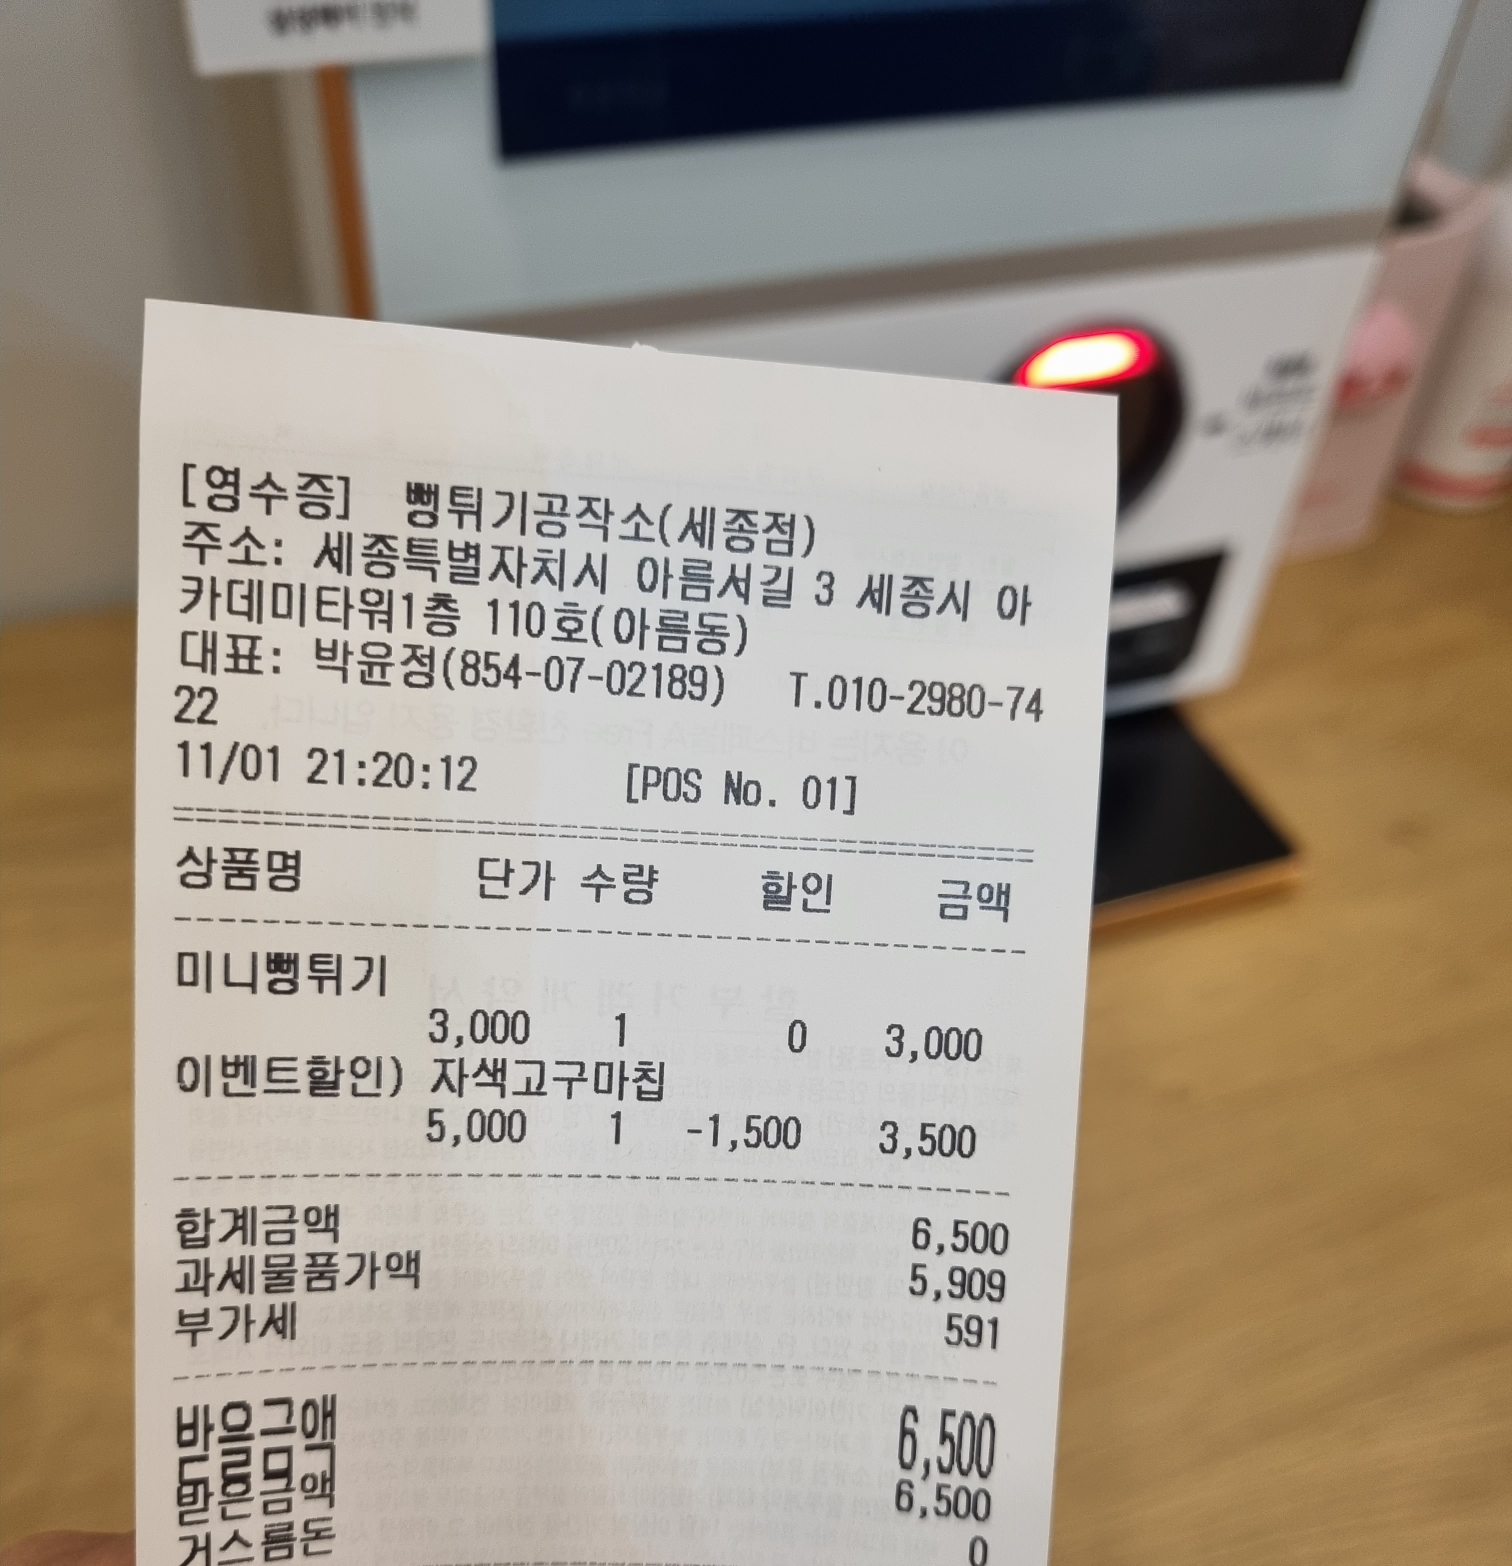 [영수증] 뻥튀기공작소(세종점)
주소: 세종특별자치시 아름서길 3 세종시 아
카데미타워1층 110호(아름동)
대표: 박윤정(854-07-02189) T.010-2980-74
22
11/01 21:20:12 [POS No. 01]
상품명 단가 수량 할인 금액
미니뻥튀기
3,000 1 0 3,000
이벤트할인) 자색고구마칩
5,000 1 -1,500 3,500
합계금액 6,500
과세물품가액 5,909
부가세 591
받을금액 6,500
받은금액 6,500
거스름돈 0